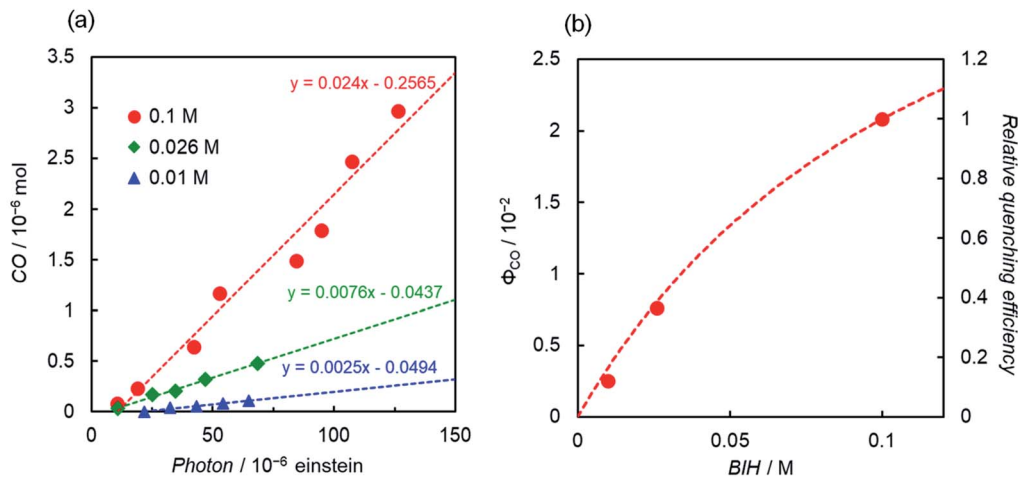 (a)
3.5
3
2.5
2
1.5
1
0.5
0
CO / 10⁻⁶ mol
0.1 M
0.026 M
0.01 M
y = 0.024x - 0.2565
y = 0.0076x - 0.0437
y = 0.0025x - 0.0494
0 50 100 150
Photon / 10⁻⁶ einstein
(b)
2.5
2
1.5
1
0.5
0
Φ_CO / 10⁻²
1.2
1
0.8
0.6
0.4
0.2
0
Relative quenching efficiency
0 0.05 0.1
BIH / M